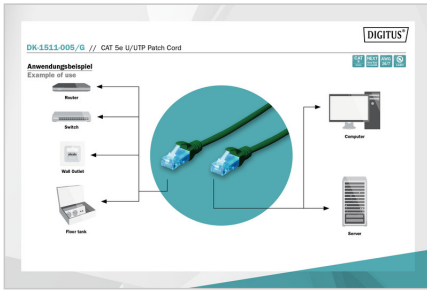 DIGITUS®
DK-1511-005/G // CAT 5e U/UTP Patch Cord
Anwendungsbeispiel
Example of use
Router
Switch
Wall Outlet
Floor tank
Computer
Server